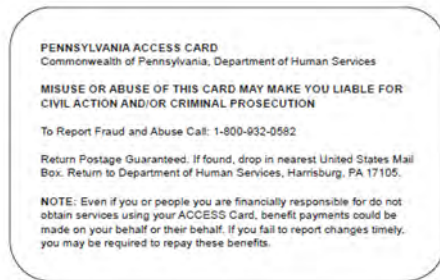 PENNSYLVANIA ACCESS CARD
Commonwealth of Pennsylvania, Department of Human Services
MISUSE OR ABUSE OF THIS CARD MAY MAKE YOU LIABLE FOR
CIVIL ACTION AND/OR CRIMINAL PROSECUTION
To Report Fraud and Abuse Call: 1-800-932-0582
Return Postage Guaranteed. If found, drop in nearest United States Mail
Box. Return to Department of Human Services, Harrisburg, PA 17105.
NOTE: Even if you or people you are financially responsible for do not
obtain services using your ACCESS Card, benefit payments could be
made on your behalf or their behalf. If you fail to report changes timely,
you may be required to repay these benefits.